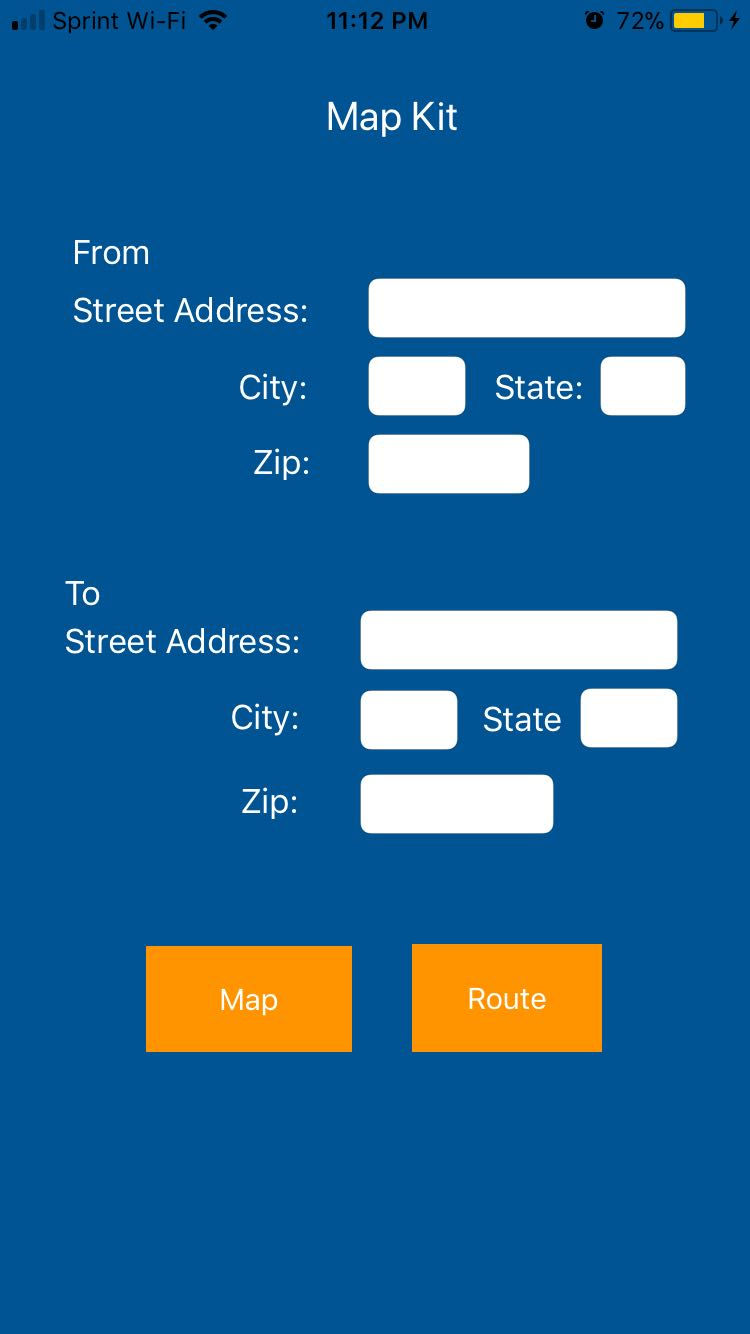 Sprint Wi-Fi 11:12 PM 72%
Map Kit
From
Street Address:
City: State:
Zip:
To
Street Address:
City: State
Zip:
Map Route